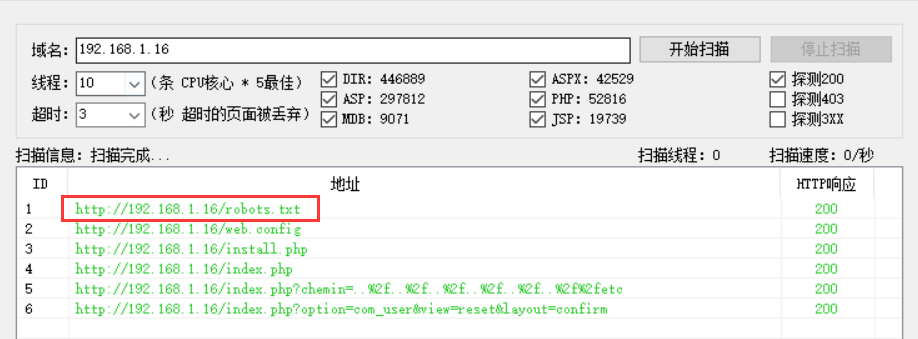 域名: 192.168.1.16 开始扫描 停止扫描
线程: 10 (条 CPU核心 * 5最佳) DIR: 446889 ASPX: 42529 探测200
ASP: 297812 PHP: 52816 探测403
超时: 3 (秒 超时的页面被丢弃) MDB: 9071 JSP: 19739 探测3XX
扫描信息: 扫描完成... 扫描线程: 0 扫描速度: 0/秒
ID 地址 HTTP响应
1 http://192.168.1.16/robots.txt 200
2 http://192.168.1.16/web.config 200
3 http://192.168.1.16/install.php 200
4 http://192.168.1.16/index.php 200
5 http://192.168.1.16/index.php?chemin=..%2f..%2f..%2f..%2f..%2f..%2f%2fetc 200
6 http://192.168.1.16/index.php?option=com_user&view=reset&layout=confirm 200